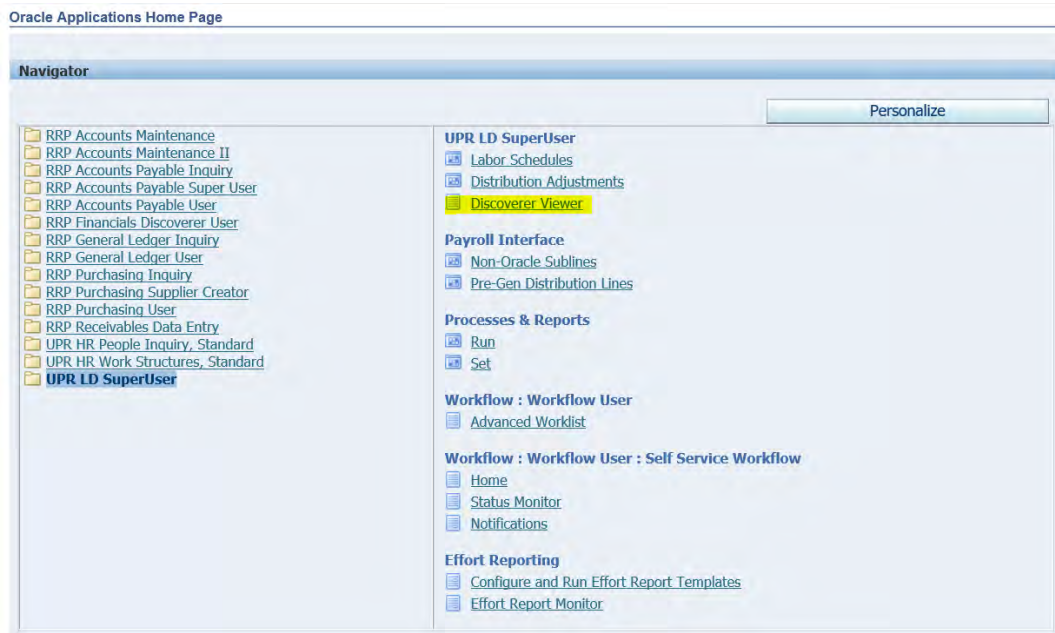 Oracle Applications Home Page
Navigator
Personalize
RRP Accounts Maintenance
RRP Accounts Maintenance II
RRP Accounts Payable Inquiry
RRP Accounts Payable Super User
RRP Accounts Payable User
RRP Financials Discoverer User
RRP General Ledger Inquiry
RRP General Ledger User
RRP Purchasing Inquiry
RRP Purchasing Supplier Creator
RRP Purchasing User
RRP Receivables Data Entry
UPR HR People Inquiry, Standard
UPR HR Work Structures, Standard
UPR LD SuperUser
UPR LD SuperUser
Labor Schedules
Distribution Adjustments
Discoverer Viewer
Payroll Interface
Non-Oracle Sublines
Pre-Gen Distribution Lines
Processes & Reports
Run
Set
Workflow : Workflow User
Advanced Worklist
Workflow : Workflow User : Self Service Workflow
Home
Status Monitor
Notifications
Effort Reporting
Configure and Run Effort Report Templates
Effort Report Monitor